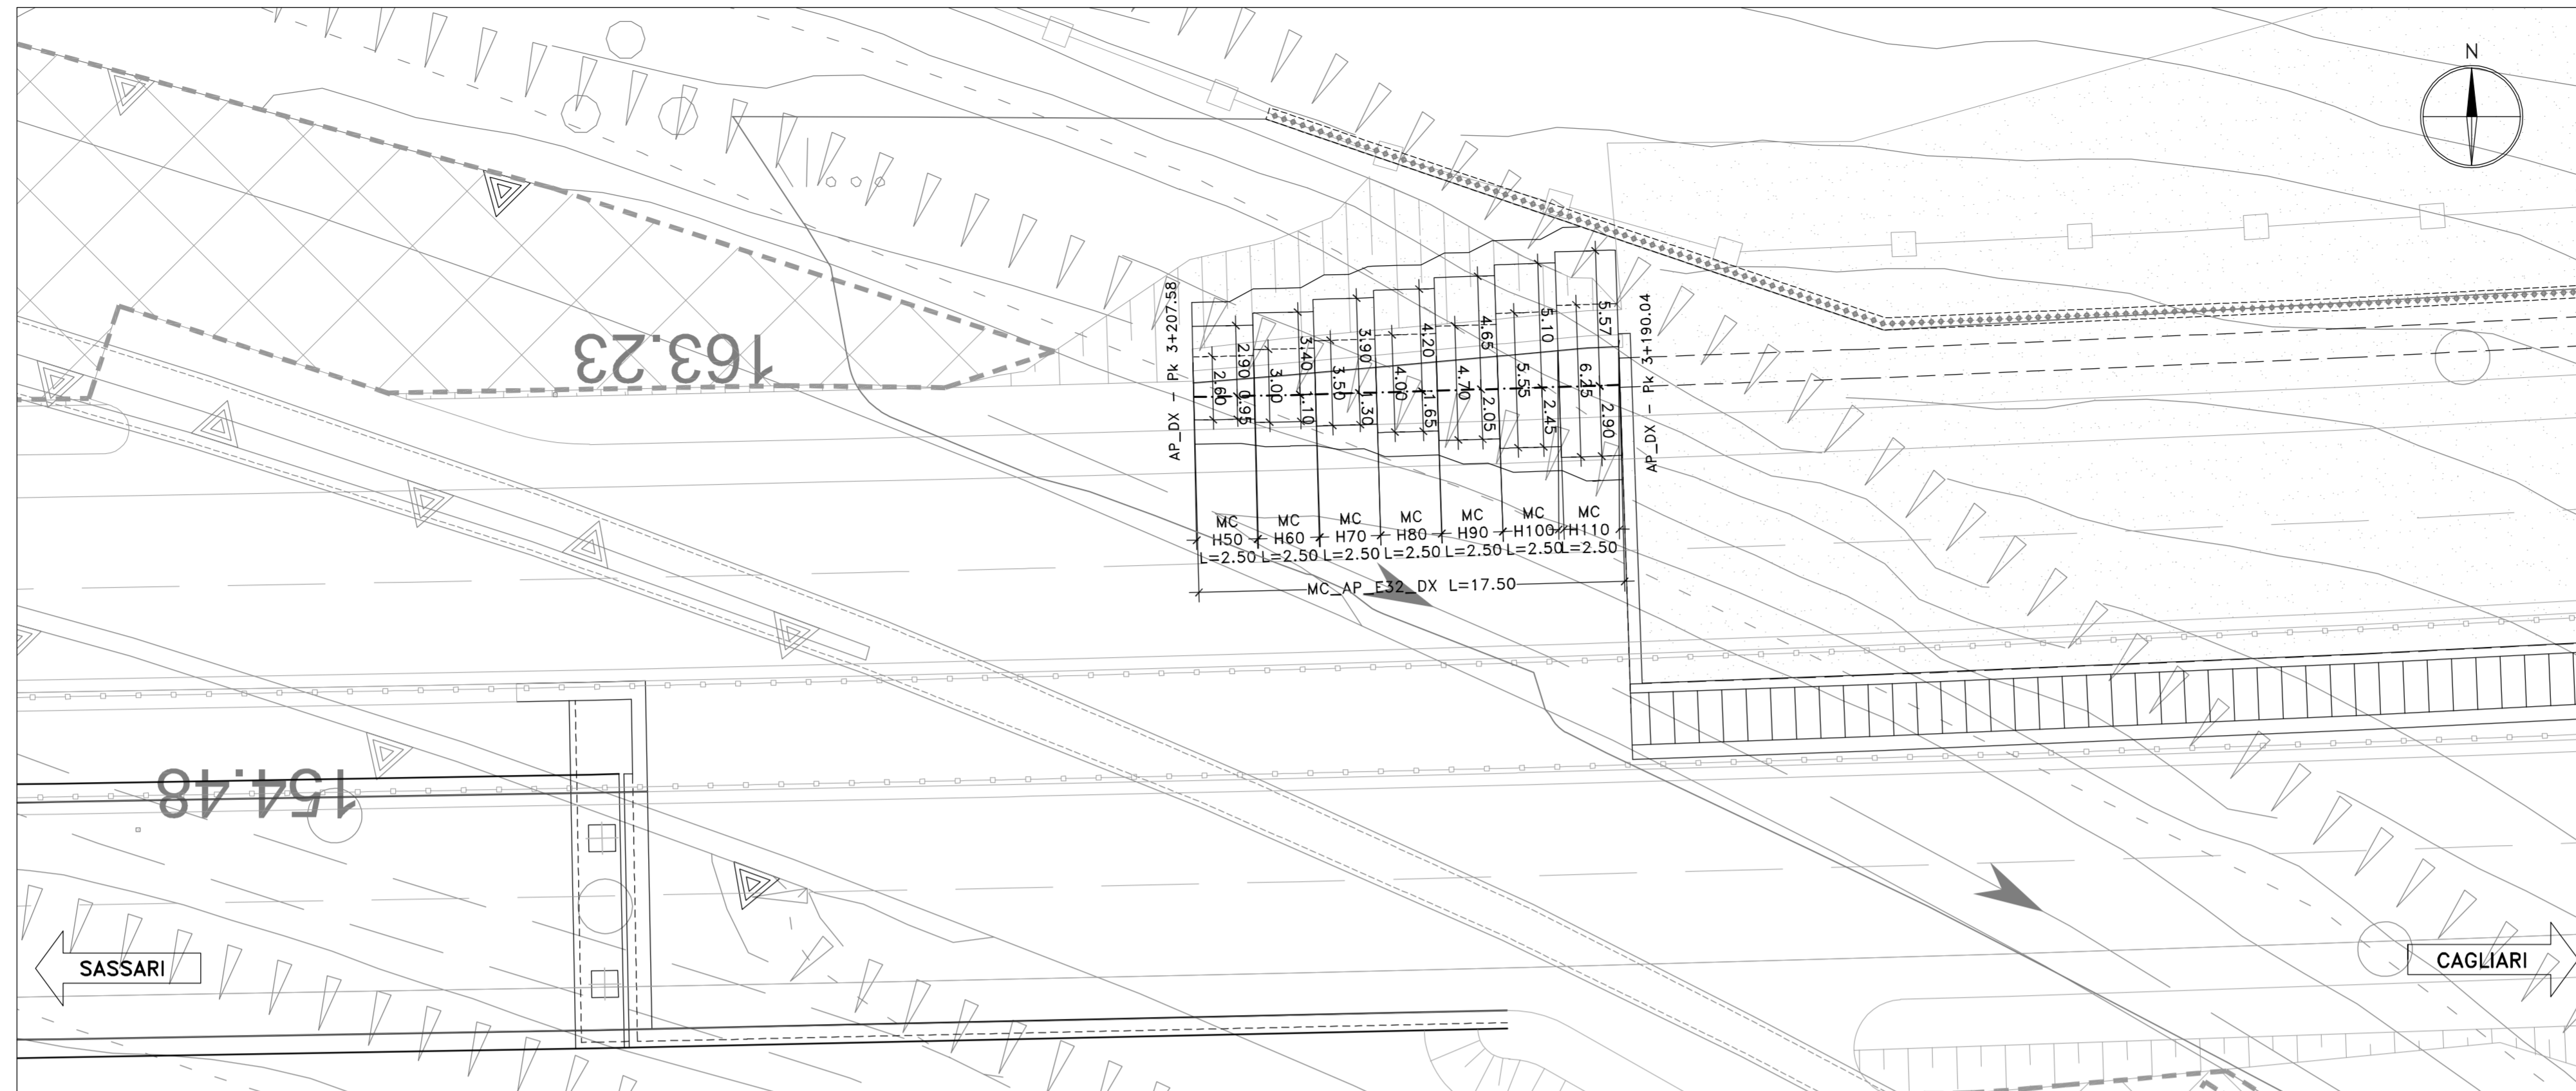 N
163.23
AP_DX - Pk 3+207.58
2.60
2.90
0.95
3.00
3.40
1.10
3.50
3.90
1.30
4.00
4.20
1.65
4.70
4.65
2.05
5.55
5.10
2.45
6.25
5.57
2.90
AP_DX - Pk 3+190.04
MC
H50
L=2.50
MC
H60
L=2.50
MC
H70
L=2.50
MC
H80
L=2.50
MC
H90
L=2.50
MC
H100
L=2.50
MC
H110
L=2.50
MC_AP_E32_DX L=17.50
154.48
SASSARI
CAGLIARI